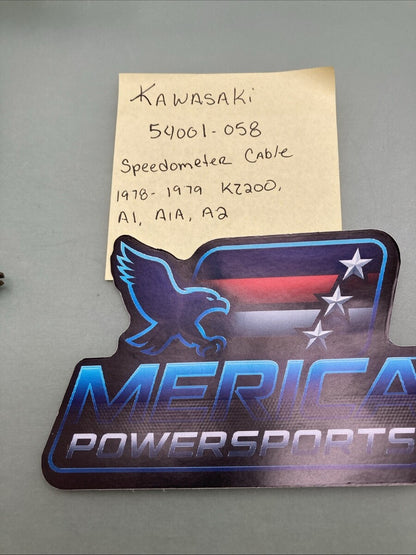 KAWASAKi
54001-058
Speedometer Cable
1978-1979 KZ200,
A1, A1A, A2
MERICA
POWERSPORTS